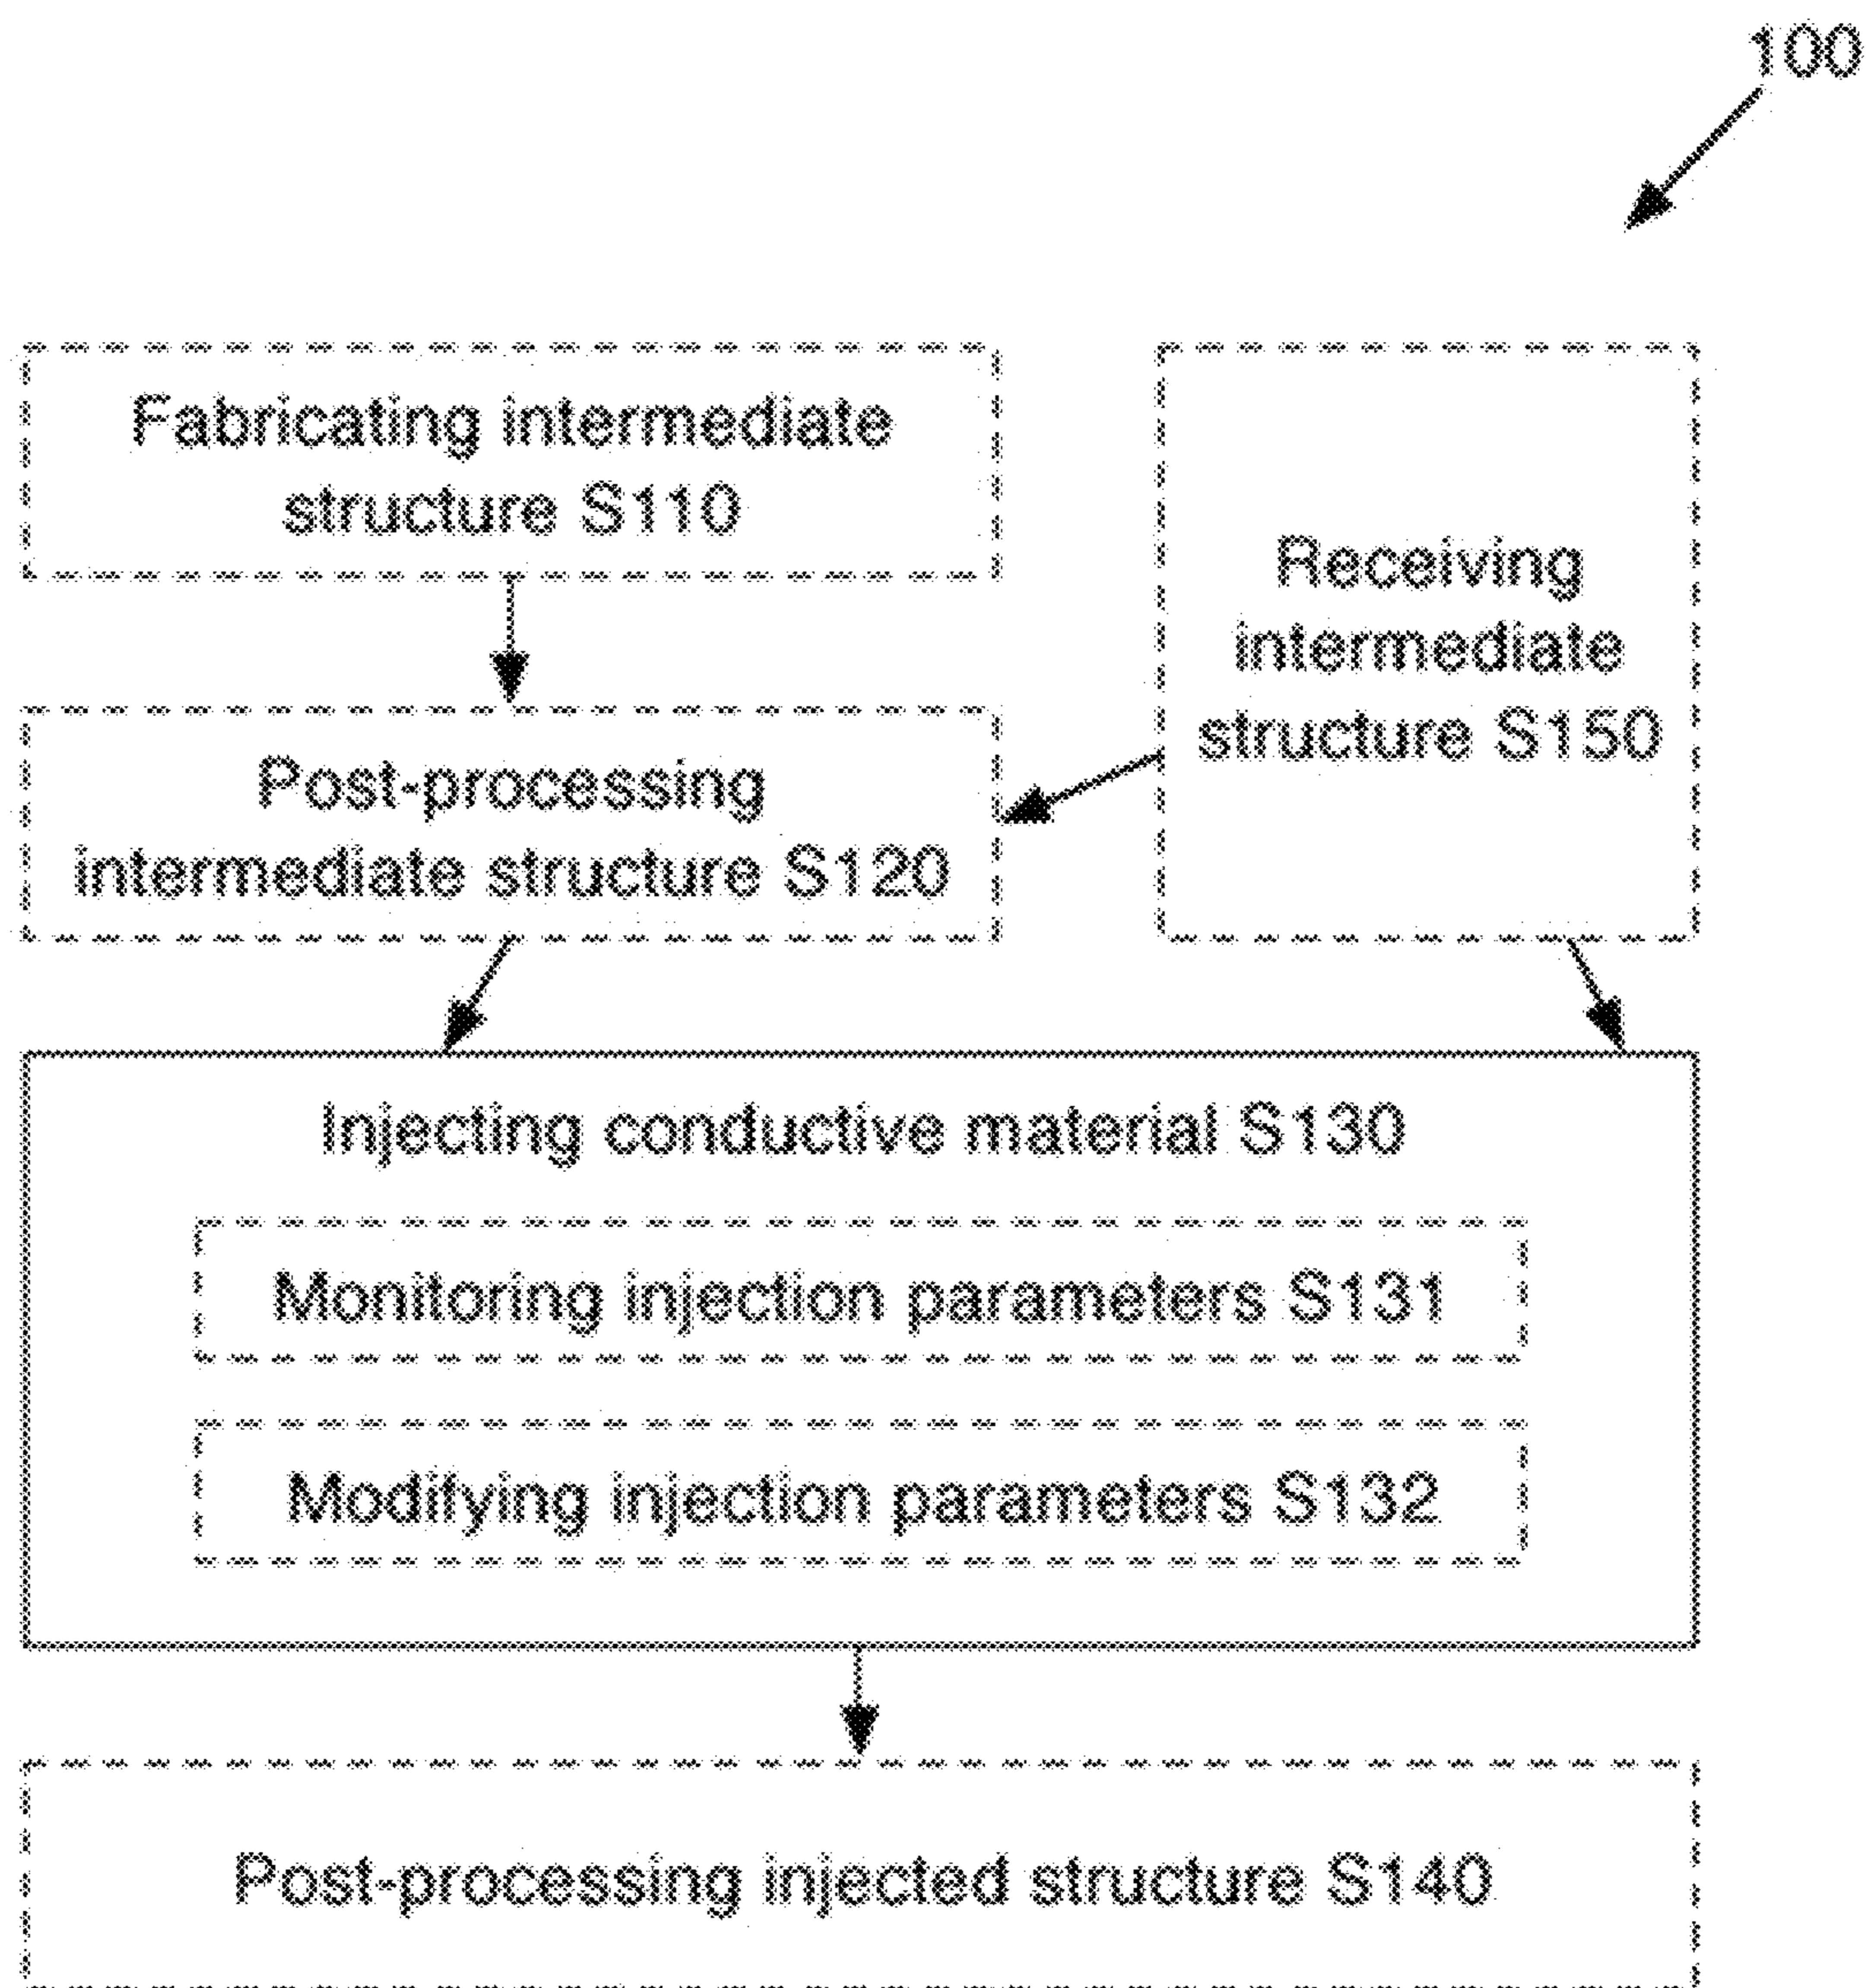 100
Fabricating intermediate
structure S110
Receiving
intermediate
structure S150
Post-processing
intermediate structure S120
Injecting conductive material S130
Monitoring injection parameters S131
Modifying injection parameters S132
Post-processing injected structure S140